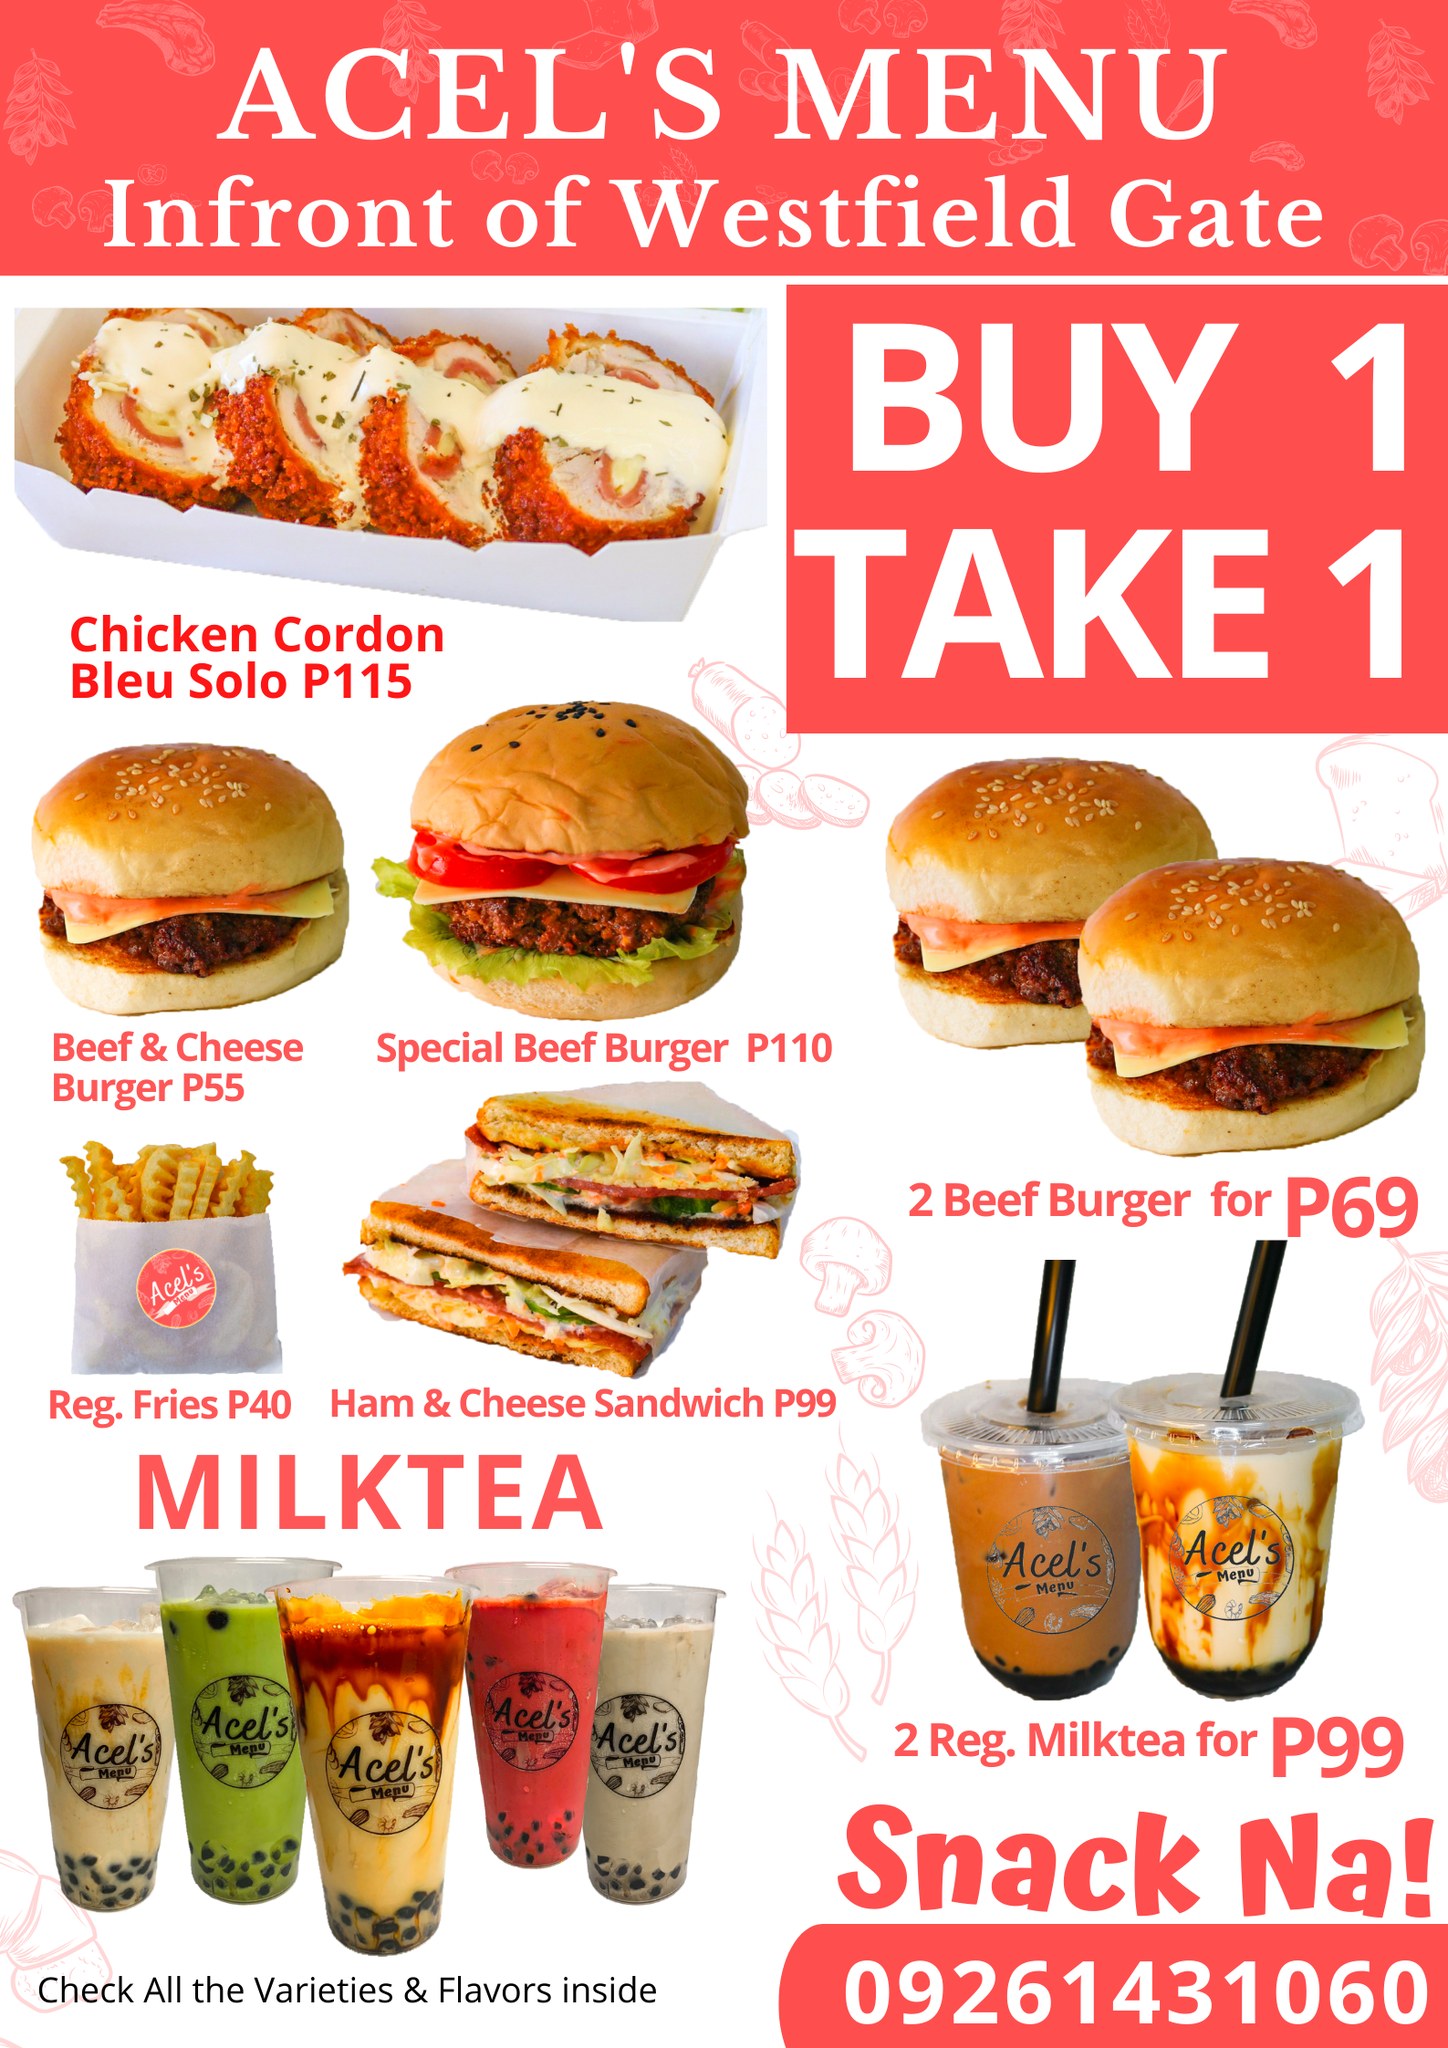 ACEL'S MENU
Infront of Westfield Gate
BUY 1
TAKE 1
Chicken Cordon
Bleu Solo P115
Beef & Cheese
Burger P55
Special Beef Burger P110
2 Beef Burger for P69
Acel's
Menu
Reg. Fries P40
Ham & Cheese Sandwich P99
MILKTEA
Acel's
Menu
Acel's
Menu
Acel's
Menu
Acel's
Menu
Acel's
Menu
Check All the Varieties & Flavors inside
Acel's
Menu
Acel's
Menu
2 Reg. Milktea for P99
Snack Na!
09261431060